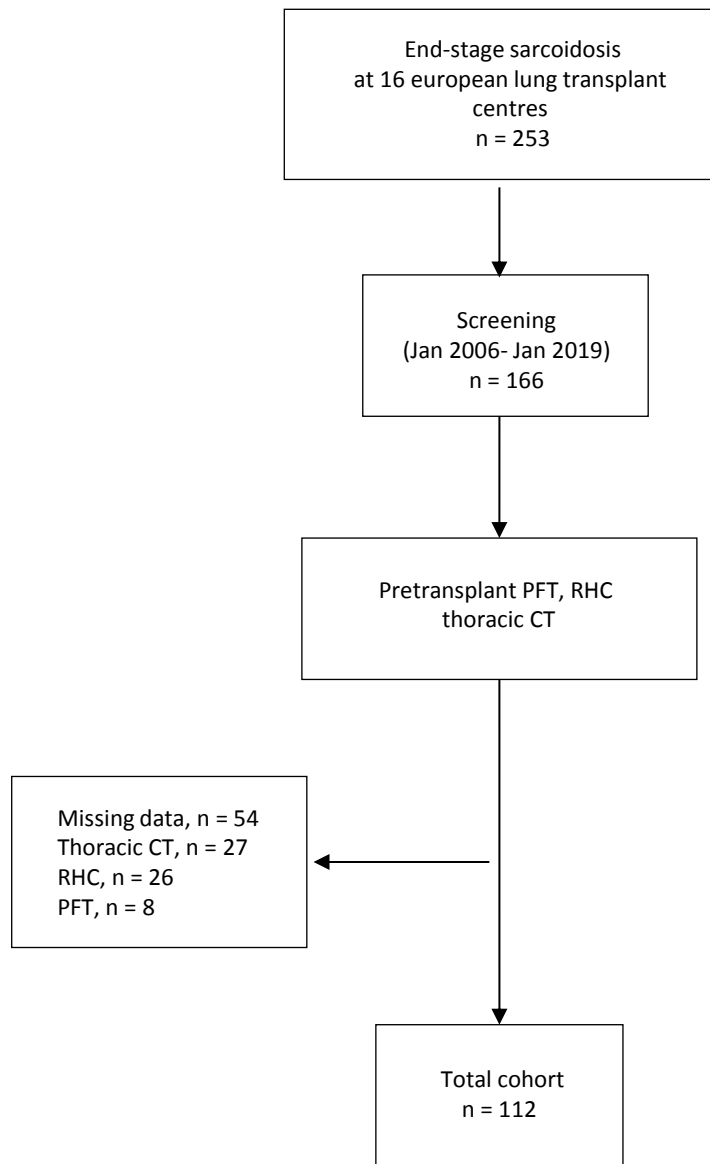 End-stage sarcoidosis
at 16 european lung transplant
centres
n = 253
Screening
(Jan 2006- Jan 2019)
n = 166
Pretransplant PFT, RHC
thoracic CT
Missing data, n = 54
Thoracic CT, n = 27
RHC, n = 26
PFT, n = 8
Total cohort
n = 112